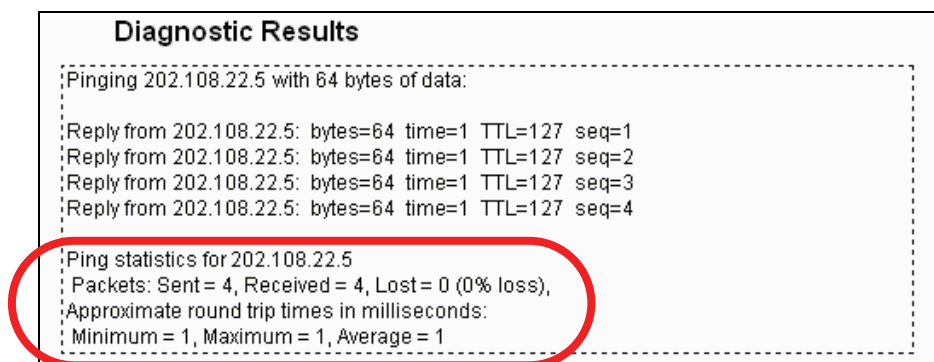 Diagnostic Results
Pinging 202.108.22.5 with 64 bytes of data:
Reply from 202.108.22.5: bytes=64 time=1 TTL=127 seq=1
Reply from 202.108.22.5: bytes=64 time=1 TTL=127 seq=2
Reply from 202.108.22.5: bytes=64 time=1 TTL=127 seq=3
Reply from 202.108.22.5: bytes=64 time=1 TTL=127 seq=4
Ping statistics for 202.108.22.5
Packets: Sent = 4, Received = 4, Lost = 0 (0% loss),
Approximate round trip times in milliseconds:
Minimum = 1, Maximum = 1, Average = 1